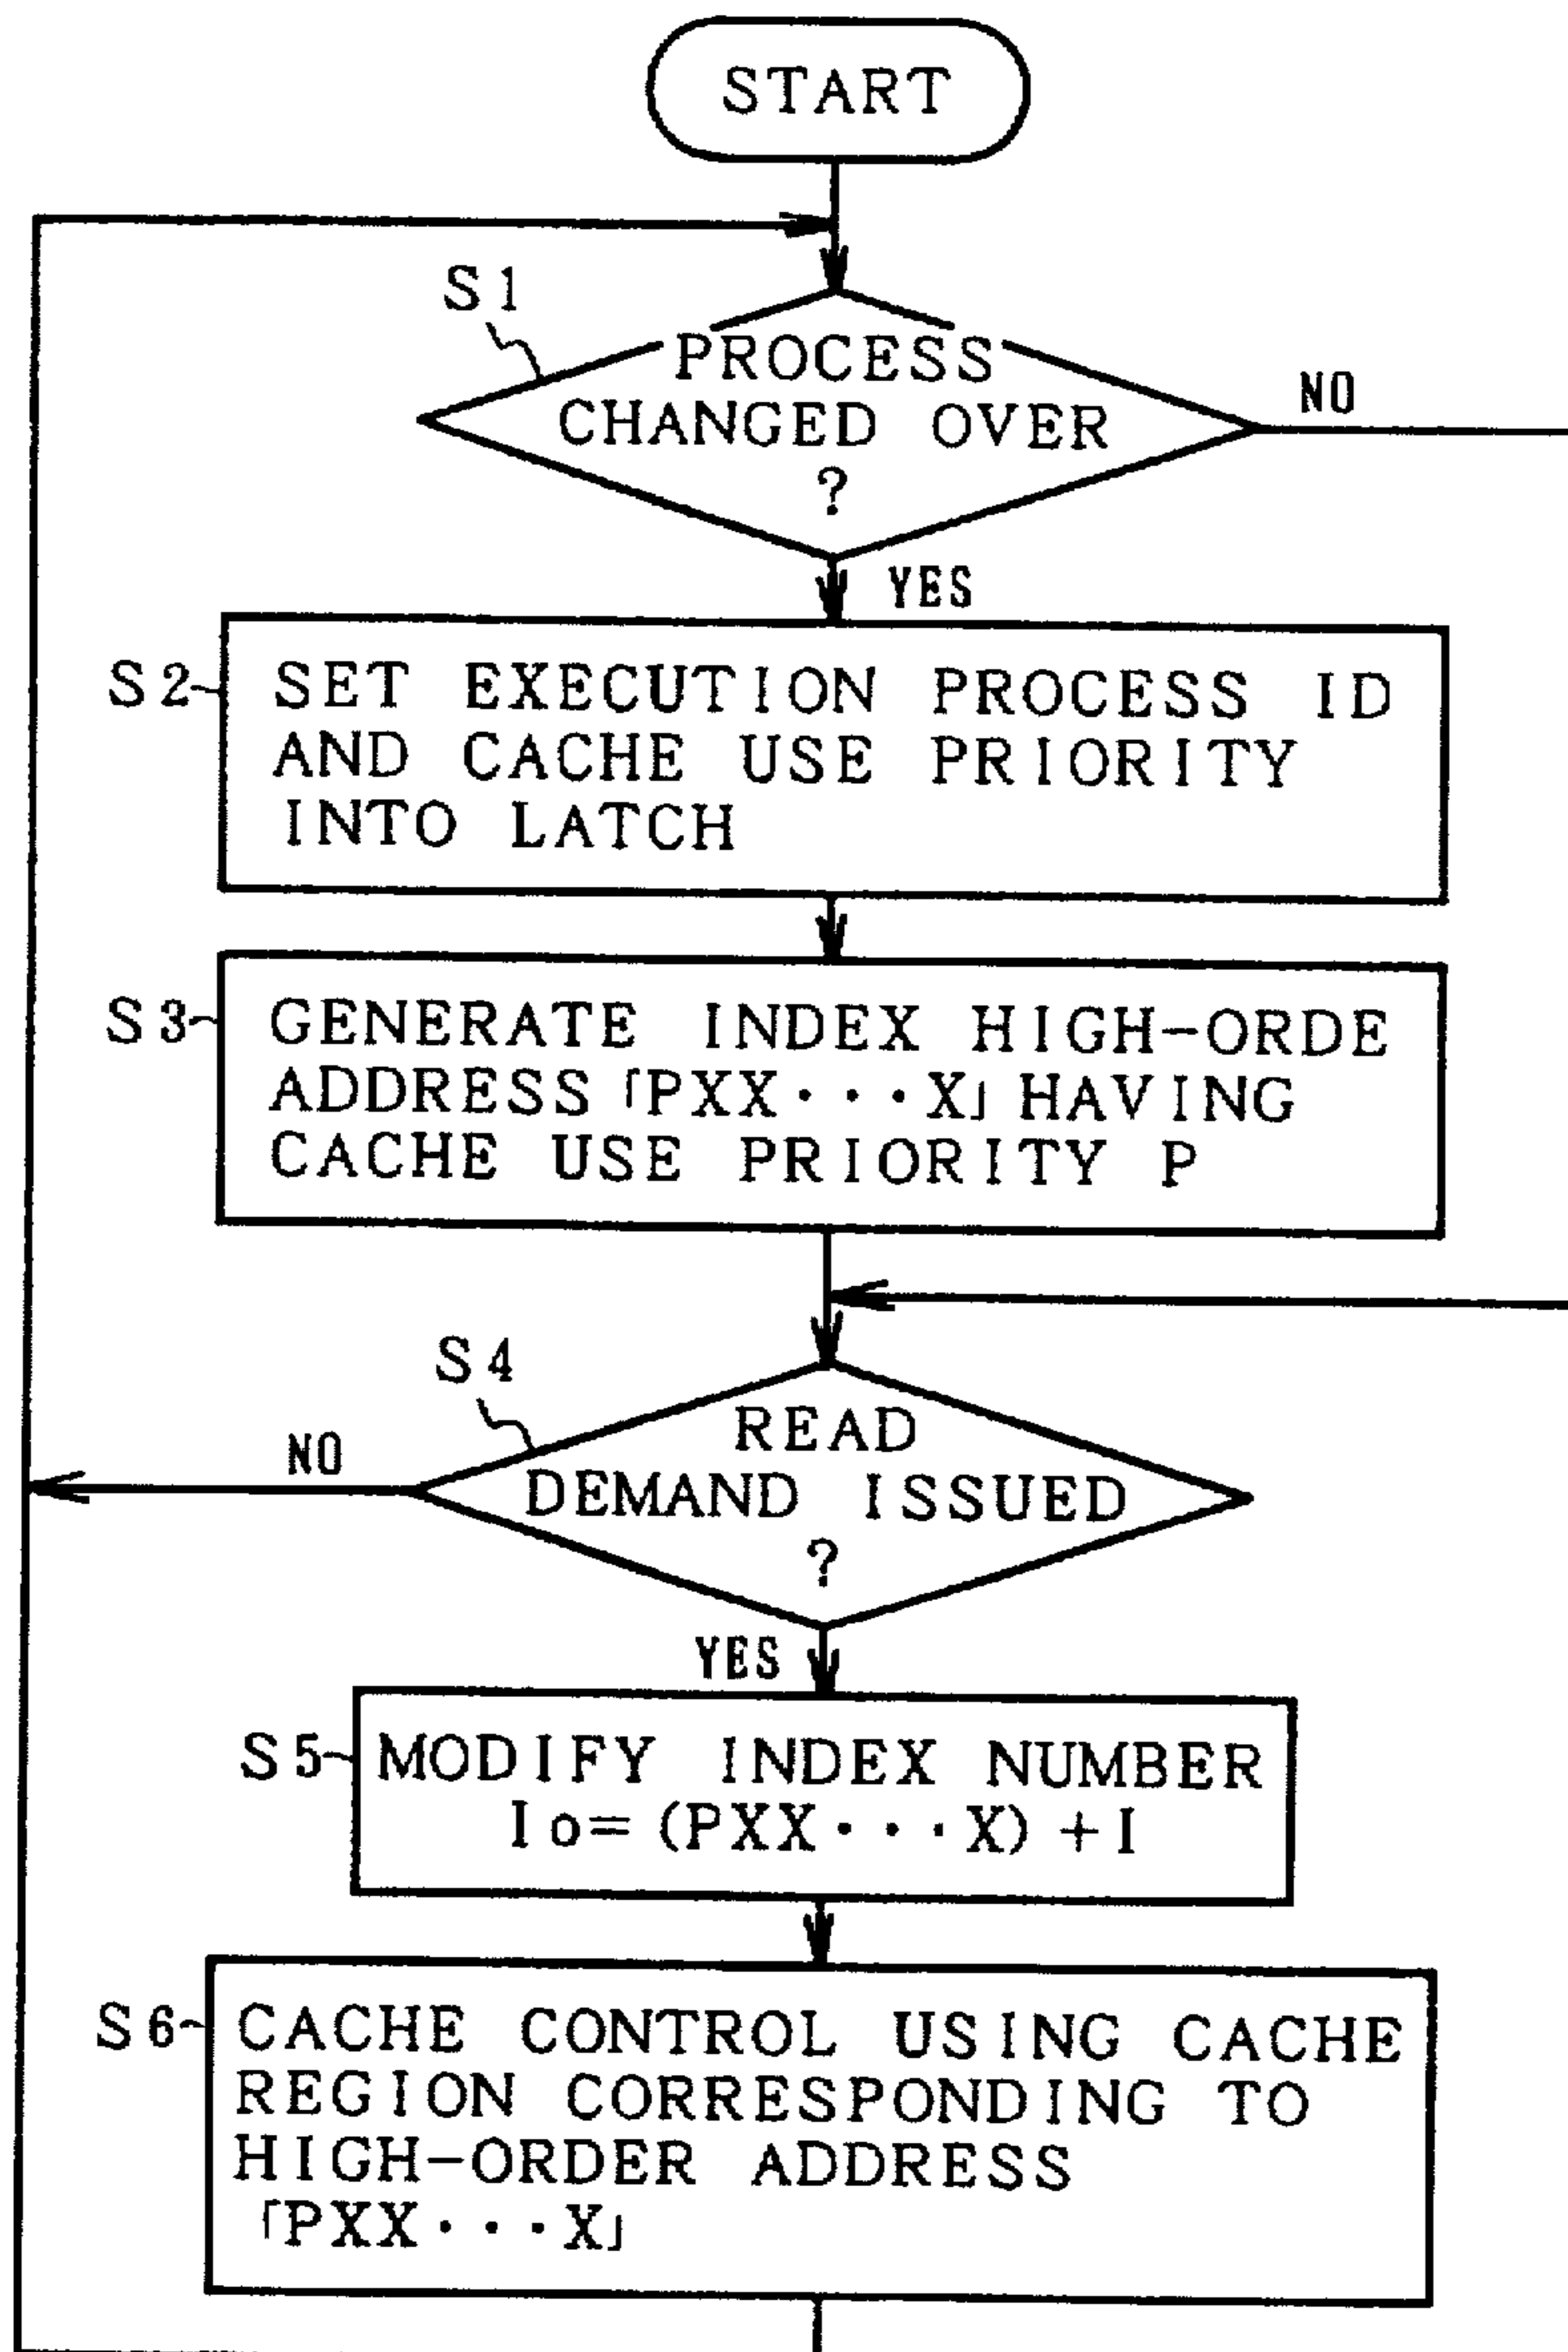 START
S1
PROCESS
CHANGED OVER
?
NO
YES
S2
SET EXECUTION PROCESS ID
AND CACHE USE PRIORITY
INTO LATCH
S3
GENERATE INDEX HIGH-ORDE
ADDRESS「PXX・・・X」HAVING
CACHE USE PRIORITY P
S4
READ
DEMAND ISSUED
?
NO
YES
S5
MODIFY INDEX NUMBER
Io=(PXX・・・X)+I
S6
CACHE CONTROL USING CACHE
REGION CORRESPONDING TO
HIGH-ORDER ADDRESS
「PXX・・・X」